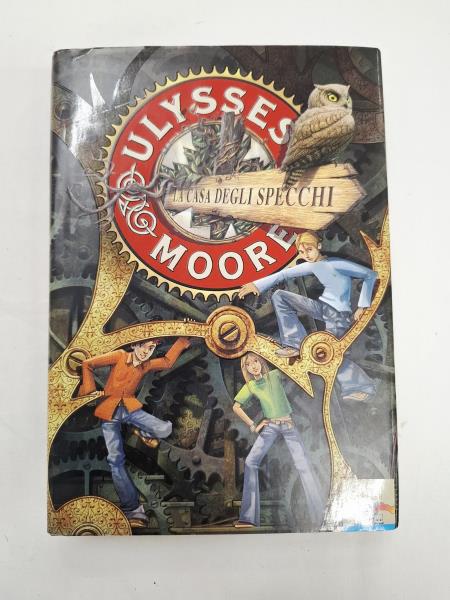 ULYSSES
LA CASA DEGLI SPECCHI
MOORE